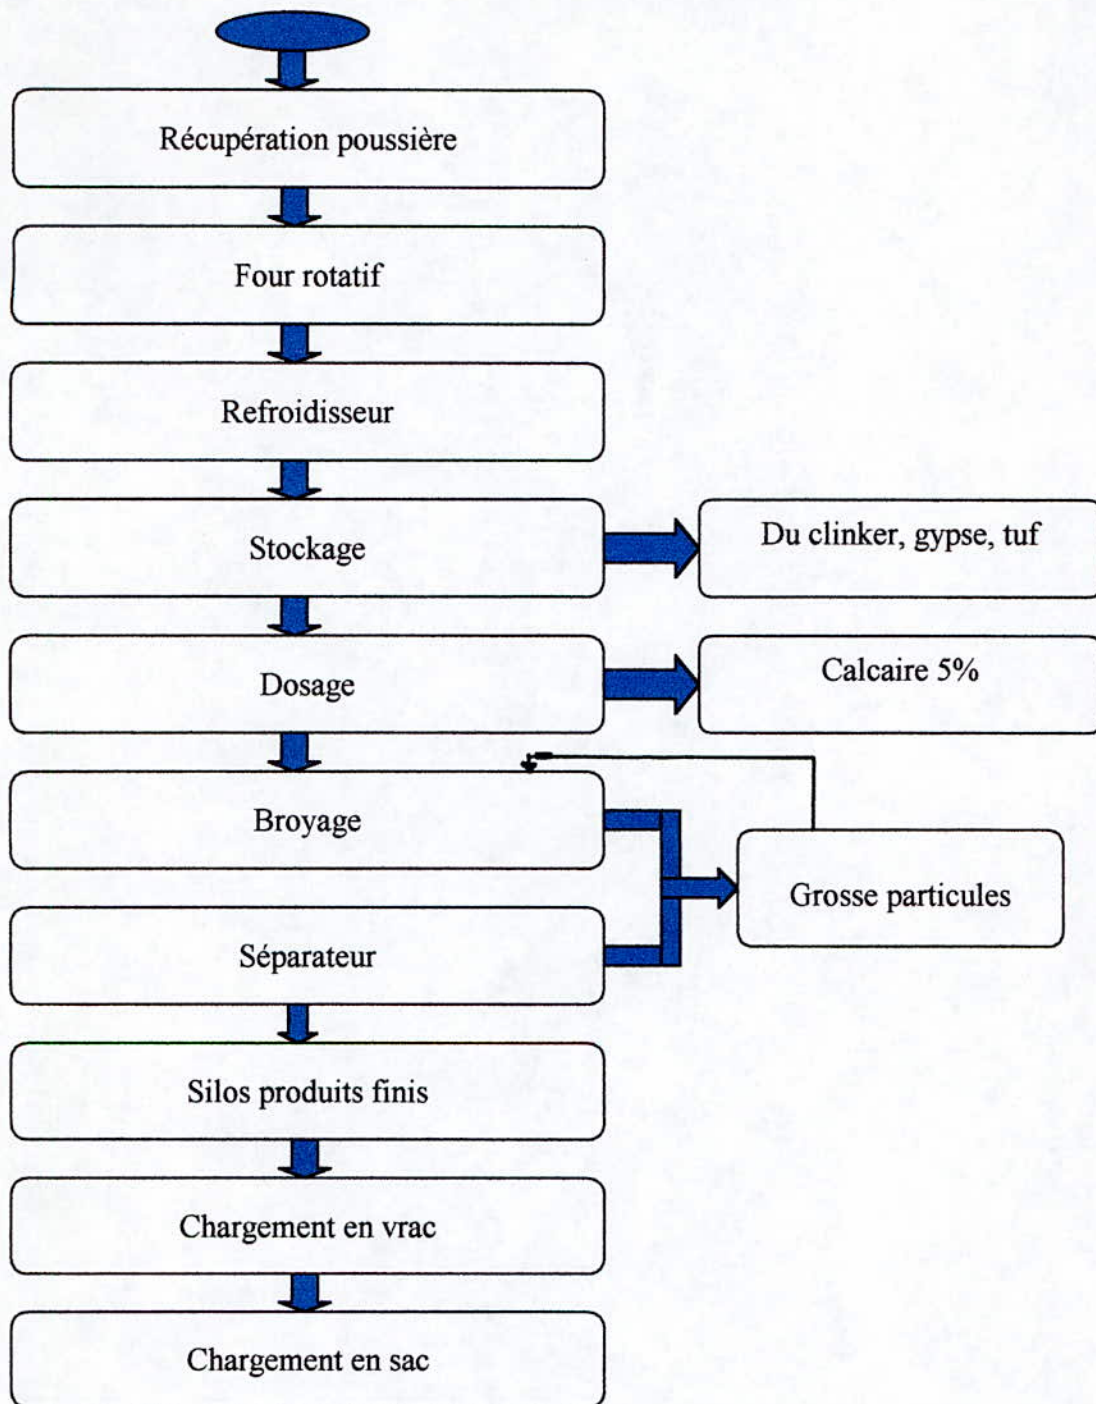 Récupération poussière
Four rotatif
Refroidisseur
Stockage
Du clinker, gypse, tuf
Dosage
Calcaire 5%
Broyage
Grosse particules
Séparateur
Silos produits finis
Chargement en vrac
Chargement en sac